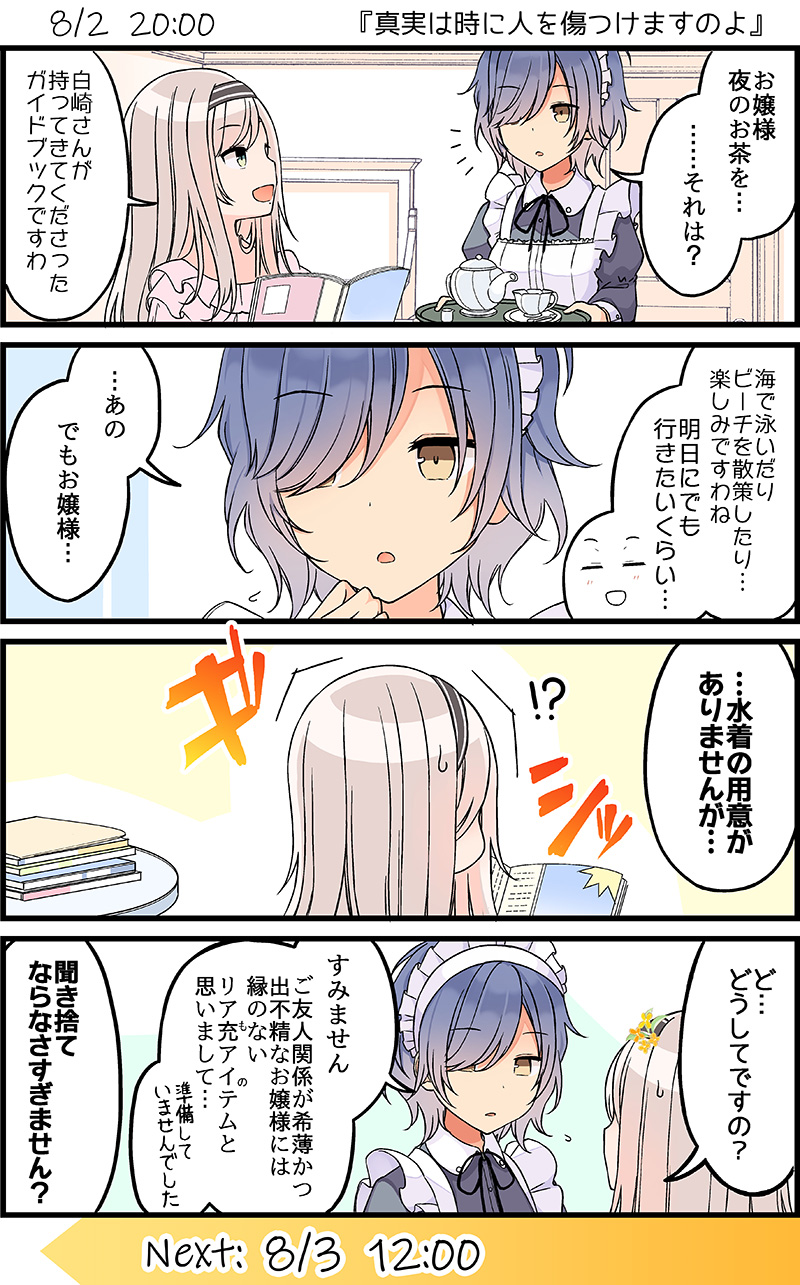 8/2 20:00
『真実は時に人を傷つけますのよ』
お嬢様
夜のお茶を…
……それは？
白崎さんが
持ってきてくださった
ガイドブックですわ
海で泳いだり
ビーチを散策したり…
楽しみですわね
明日にでも
行きたいくらい…
…あの
でもお嬢様…
…水着の用意が
ありませんが…
!?
ギ
シッ
ど…
どうしてですの？
すみません
ご友人関係が希薄かつ
出不精なお嬢様には
縁のない
リア充アイテムと
もの
思いまして…
準備して
いませんでした
聞き捨て
ならなさすぎません？
Next: 8/3 12:00